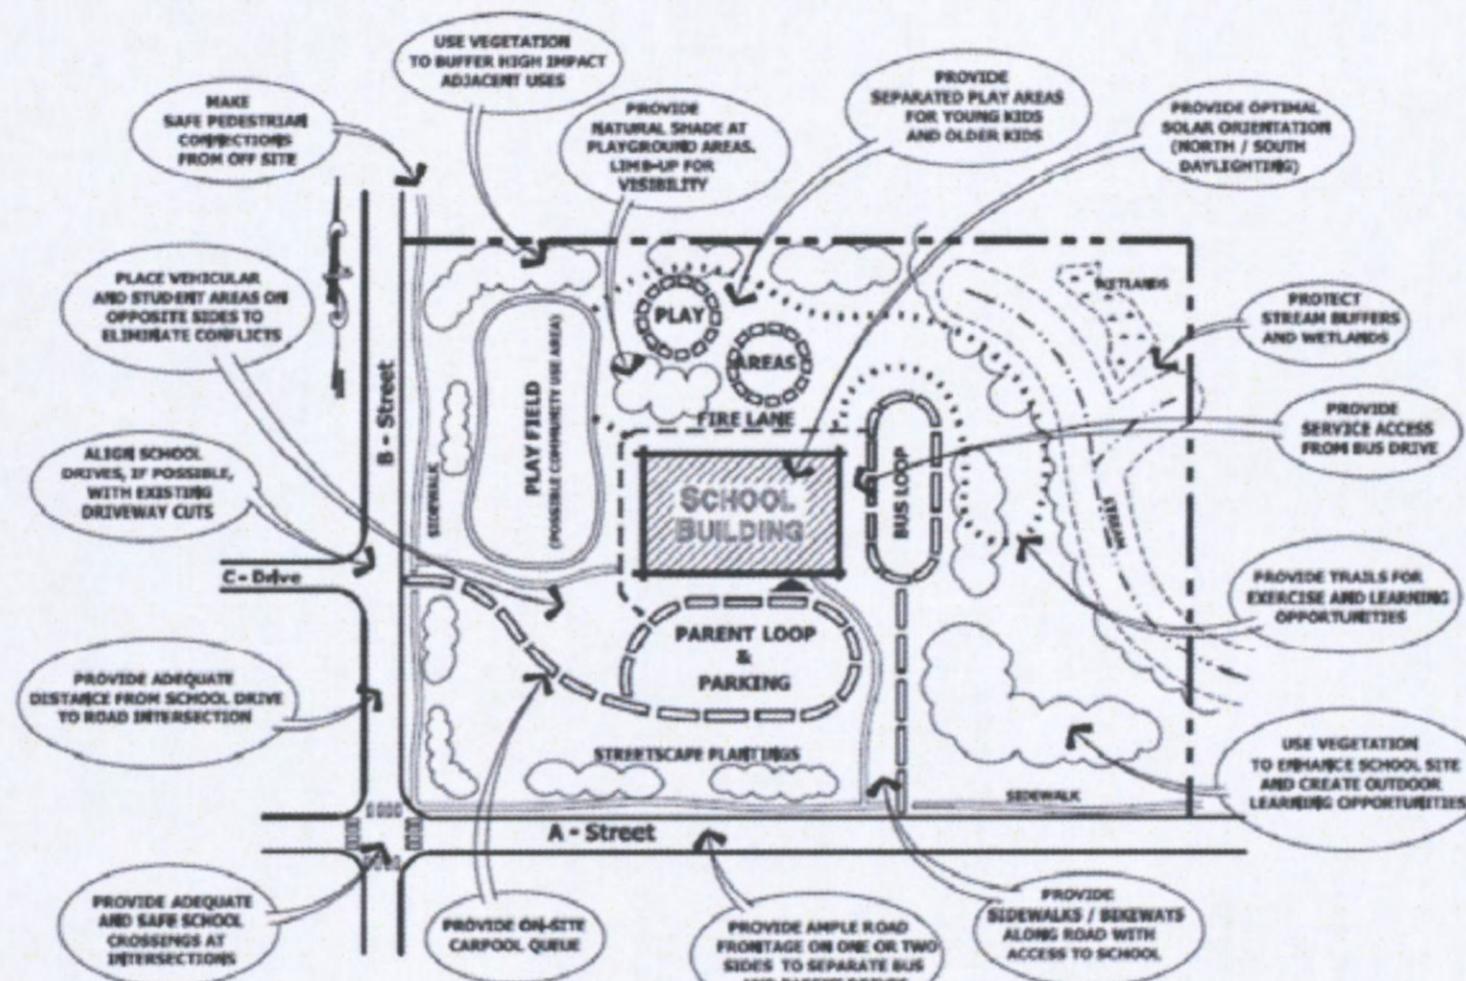 USE VEGETATION
TO BUFFER HIGH IMPACT
ADJACENT USES
MAKE
SAFE PEDESTRIAN
CONNECTIONS
FROM OFF SITE
PROVIDE
NATURAL SHADE AT
PLAYGROUND AREAS.
LIMB-UP FOR
VISIBILITY
PROVIDE
SEPARATED PLAY AREAS
FOR YOUNG KIDS
AND OLDER KIDS
PROVIDE OPTIMAL
SOLAR ORIENTATION
(NORTH / SOUTH
DAYLIGHTING)
PLACE VEHICULAR
AND STUDENT AREAS ON
OPPOSITE SIDES TO
ELIMINATE CONFLICTS
WETLANDS
PROTECT
STREAM BUFFERS
AND WETLANDS
PLAY
AREAS
B - Street
PLAY FIELD
(POSSIBLE COMMUNITY USE AREA)
FIRE LANE
PROVIDE
SERVICE ACCESS
FROM BUS DRIVE
ALIGN SCHOOL
DRIVES, IF POSSIBLE,
WITH EXISTING
DRIVEWAY CUTS
SIDEWALK
SCHOOL
BUILDING
BUS LOOP
STREAM
C - Drive
PROVIDE TRAILS FOR
EXERCISE AND LEARNING
OPPORTUNITIES
PARENT LOOP
&
PARKING
PROVIDE ADEQUATE
DISTANCE FROM SCHOOL DRIVE
TO ROAD INTERSECTION
STREETSCAPE PLANTINGS
USE VEGETATION
TO ENHANCE SCHOOL SITE
AND CREATE OUTDOOR
LEARNING OPPORTUNITIES
SIDEWALK
A - Street
PROVIDE ADEQUATE
AND SAFE SCHOOL
CROSSINGS AT
INTERSECTIONS
PROVIDE ON-SITE
CARPOOL QUEUE
PROVIDE AMPLE ROAD
FRONTAGE ON ONE OR TWO
SIDES TO SEPARATE BUS
PROVIDE
SIDEWALKS / BIKEWAYS
ALONG ROAD WITH
ACCESS TO SCHOOL